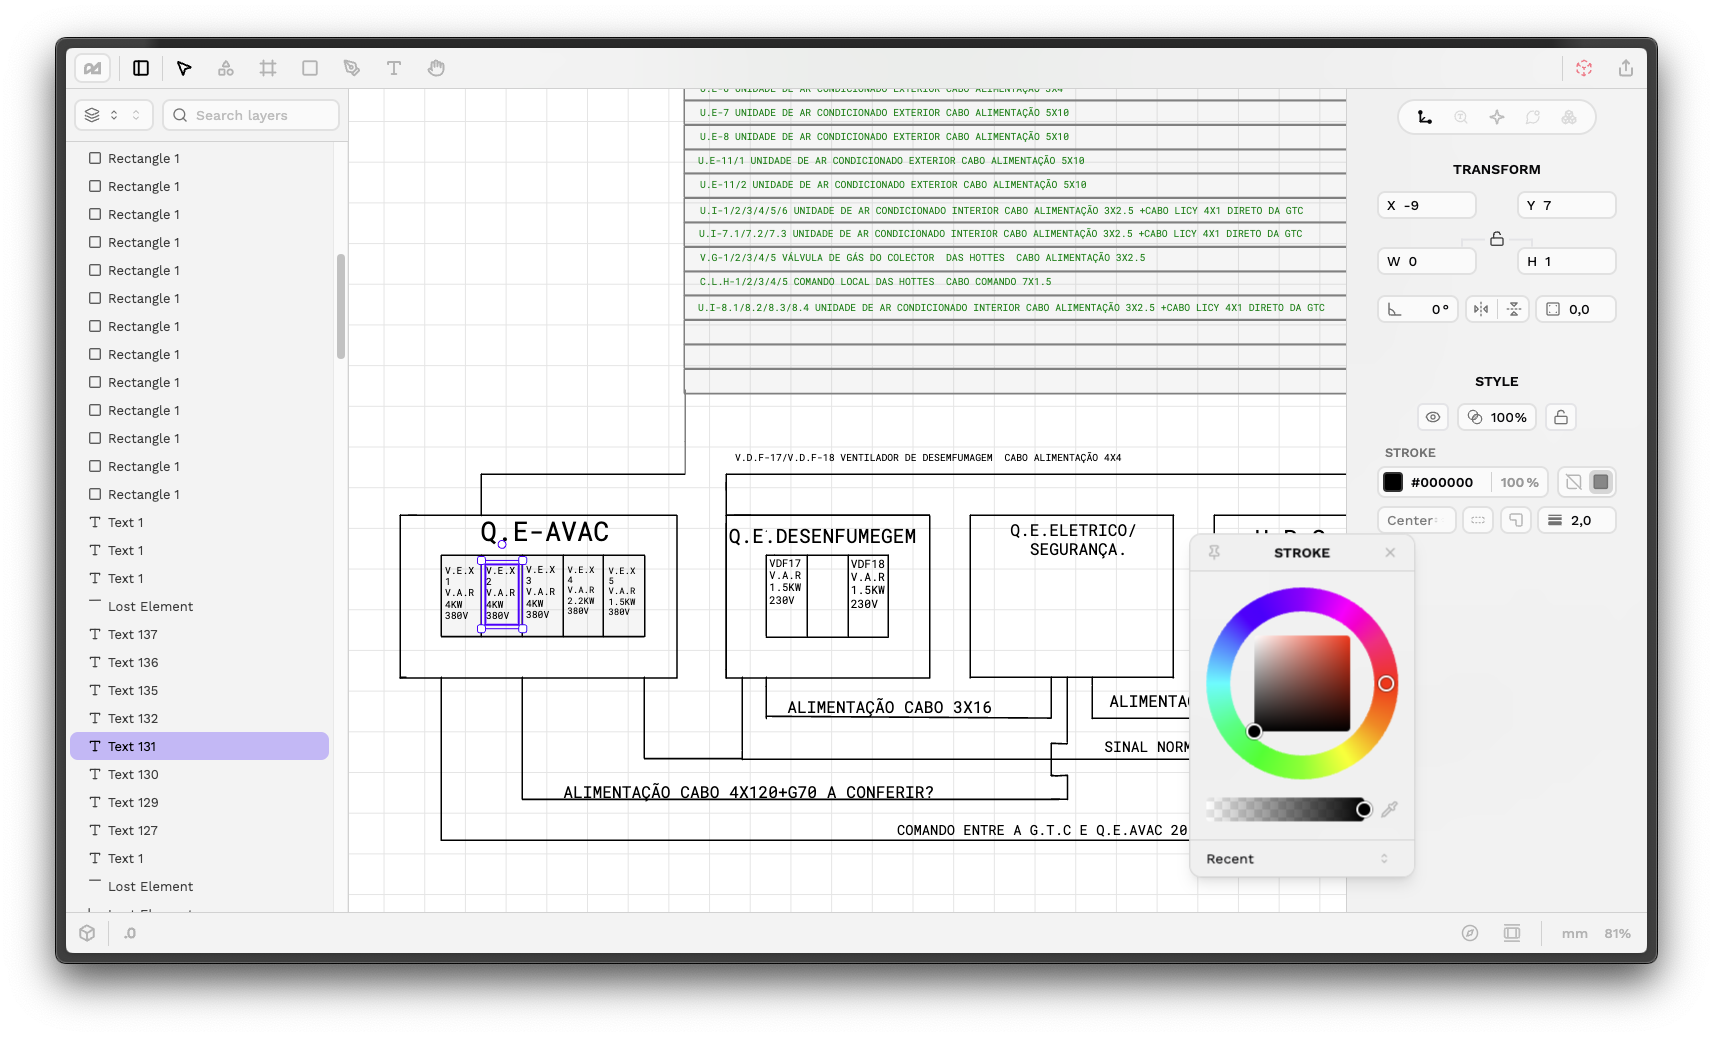 Search layers
Rectangle 1
Rectangle 1
Rectangle 1
Rectangle 1
Rectangle 1
Rectangle 1
Rectangle 1
Rectangle 1
Rectangle 1
Rectangle 1
Rectangle 1
Rectangle 1
Rectangle 1
Text 1
Text 1
Text 1
Lost Element
Text 137
Text 136
Text 135
Text 132
Text 131
Text 130
Text 129
Text 127
Text 1
Lost Element
U.E-7 UNIDADE DE AR CONDICIONADO EXTERIOR CABO ALIMENTAÇÃO 5X10
U.E-8 UNIDADE DE AR CONDICIONADO EXTERIOR CABO ALIMENTAÇÃO 5X10
U.E-11/1 UNIDADE DE AR CONDICIONADO EXTERIOR CABO ALIMENTAÇÃO 5X10
U.E-11/2 UNIDADE DE AR CONDICIONADO EXTERIOR CABO ALIMENTAÇÃO 5X10
U.I-1/2/3/4/5/6 UNIDADE DE AR CONDICIONADO INTERIOR CABO ALIMENTAÇÃO 3X2.5 +CABO LICY 4X1 DIRETO DA GTC
U.I-7.1/7.2/7.3 UNIDADE DE AR CONDICIONADO INTERIOR CABO ALIMENTAÇÃO 3X2.5 +CABO LICY 4X1 DIRETO DA GTC
V.G-1/2/3/4/5 VÁLVULA DE GÁS DO COLECTOR DAS HOTTES CABO ALIMENTAÇÃO 3X2.5
C.L.H-1/2/3/4/5 COMANDO LOCAL DAS HOTTES CABO COMANDO 7X1.5
U.I-8.1/8.2/8.3/8.4 UNIDADE DE AR CONDICIONADO INTERIOR CABO ALIMENTAÇÃO 3X2.5 +CABO LICY 4X1 DIRETO DA GTC
V.D.F-17/V.D.F-18 VENTILADOR DE DESEMFUMAGEM CABO ALIMENTAÇÃO 4X4
Q.E-AVAC
V.E.X
1
V.A.R
4KW
380V
V.E.X
2
V.A.R
4KW
380V
V.E.X
3
V.A.R
4KW
380V
V.E.X
4
V.A.R
2.2KW
380V
V.E.X
5
V.A.R
1.5KW
380V
Q.E.DESENFUMEGEM
VDF17
V.A.R
1.5KW
230V
VDF18
V.A.R
1.5KW
230V
Q.E.ELETRICO/
SEGURANÇA.
ALIMENTAÇÃO CABO 3X16
ALIMENTAÇ
SINAL NORM
ALIMENTAÇÃO CABO 4X120+G70 A CONFERIR?
COMANDO ENTRE A G.T.C E Q.E.AVAC 20
TRANSFORM
X -9
Y 7
W 0
H 1
0°
0,0
STYLE
100%
STROKE
#000000
100 %
Center
2,0
STROKE
Recent
.0
mm
81%